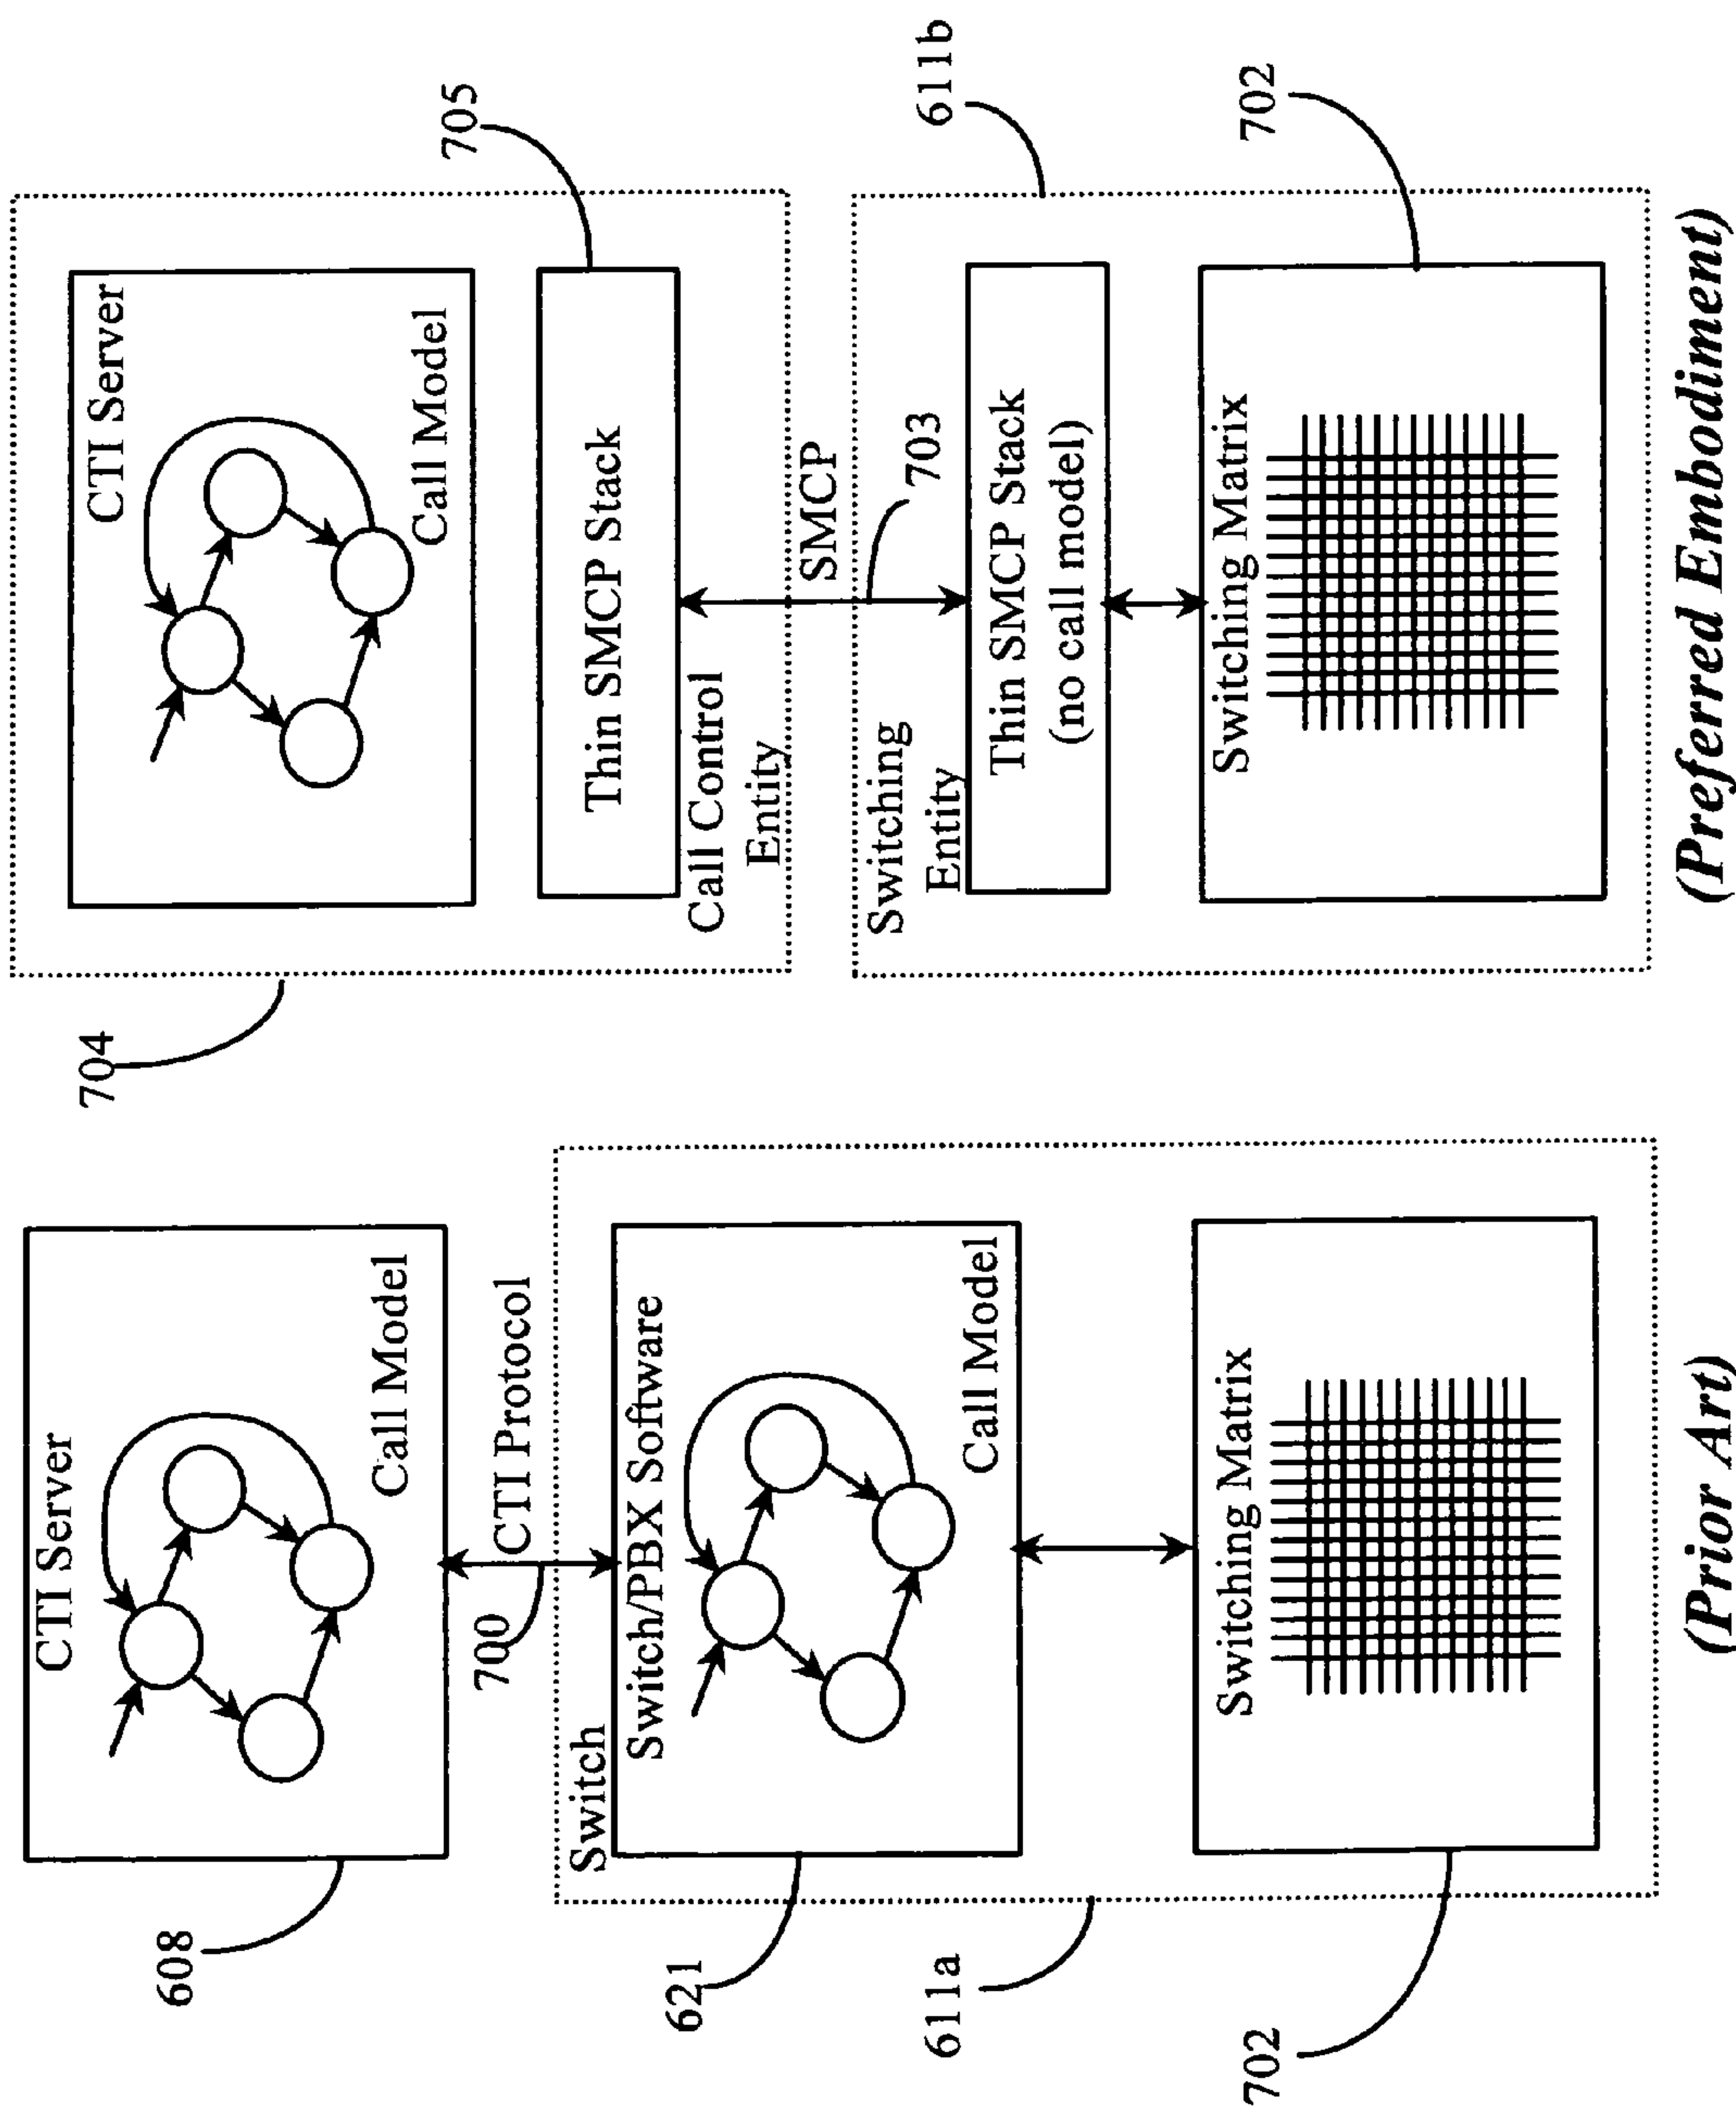 608
CTI Server
Call Model
700
CTI Protocol
Switch
621
Switch/PBX Software
Call Model
611a
702
Switching Matrix
(Prior Art)
704
CTI Server
Call Model
705
Thin SMCP Stack
Call Control
Entity
SMCP
703
Switching
Entity
611b
Thin SMCP Stack
(no call model)
702
Switching Matrix
(Preferred Embodiment)